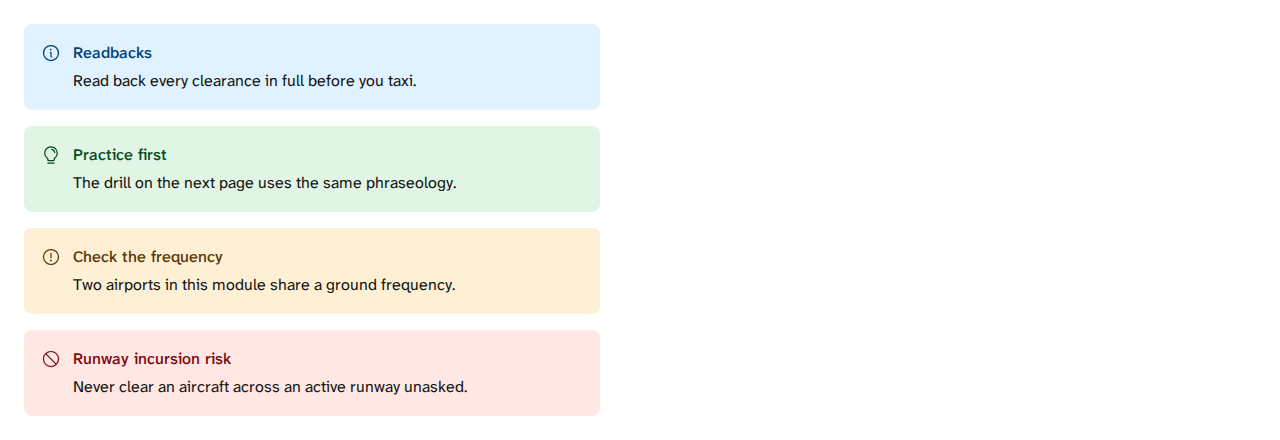 Readbacks
Read back every clearance in full before you taxi.
Practice first
The drill on the next page uses the same phraseology.
Check the frequency
Two airports in this module share a ground frequency.
Runway incursion risk
Never clear an aircraft across an active runway unasked.